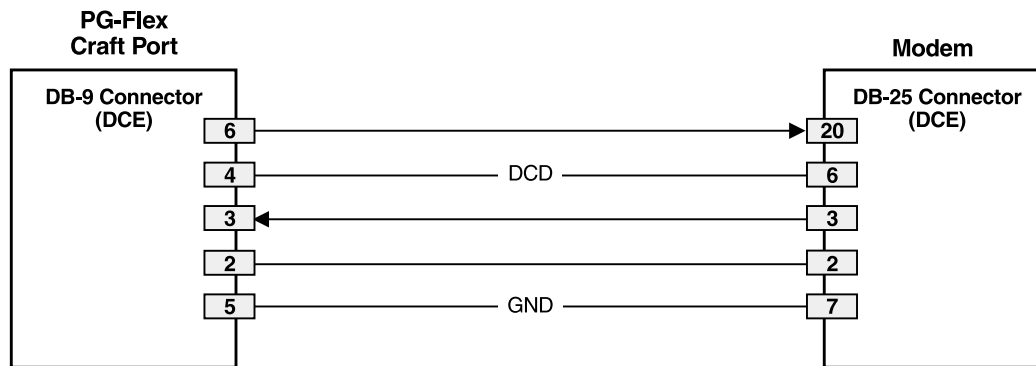 PG-Flex
Craft Port
Modem
DB-9 Connector
(DCE)
DB-25 Connector
(DCE)
6
20
4
DCD
6
3
3
2
2
5
GND
7